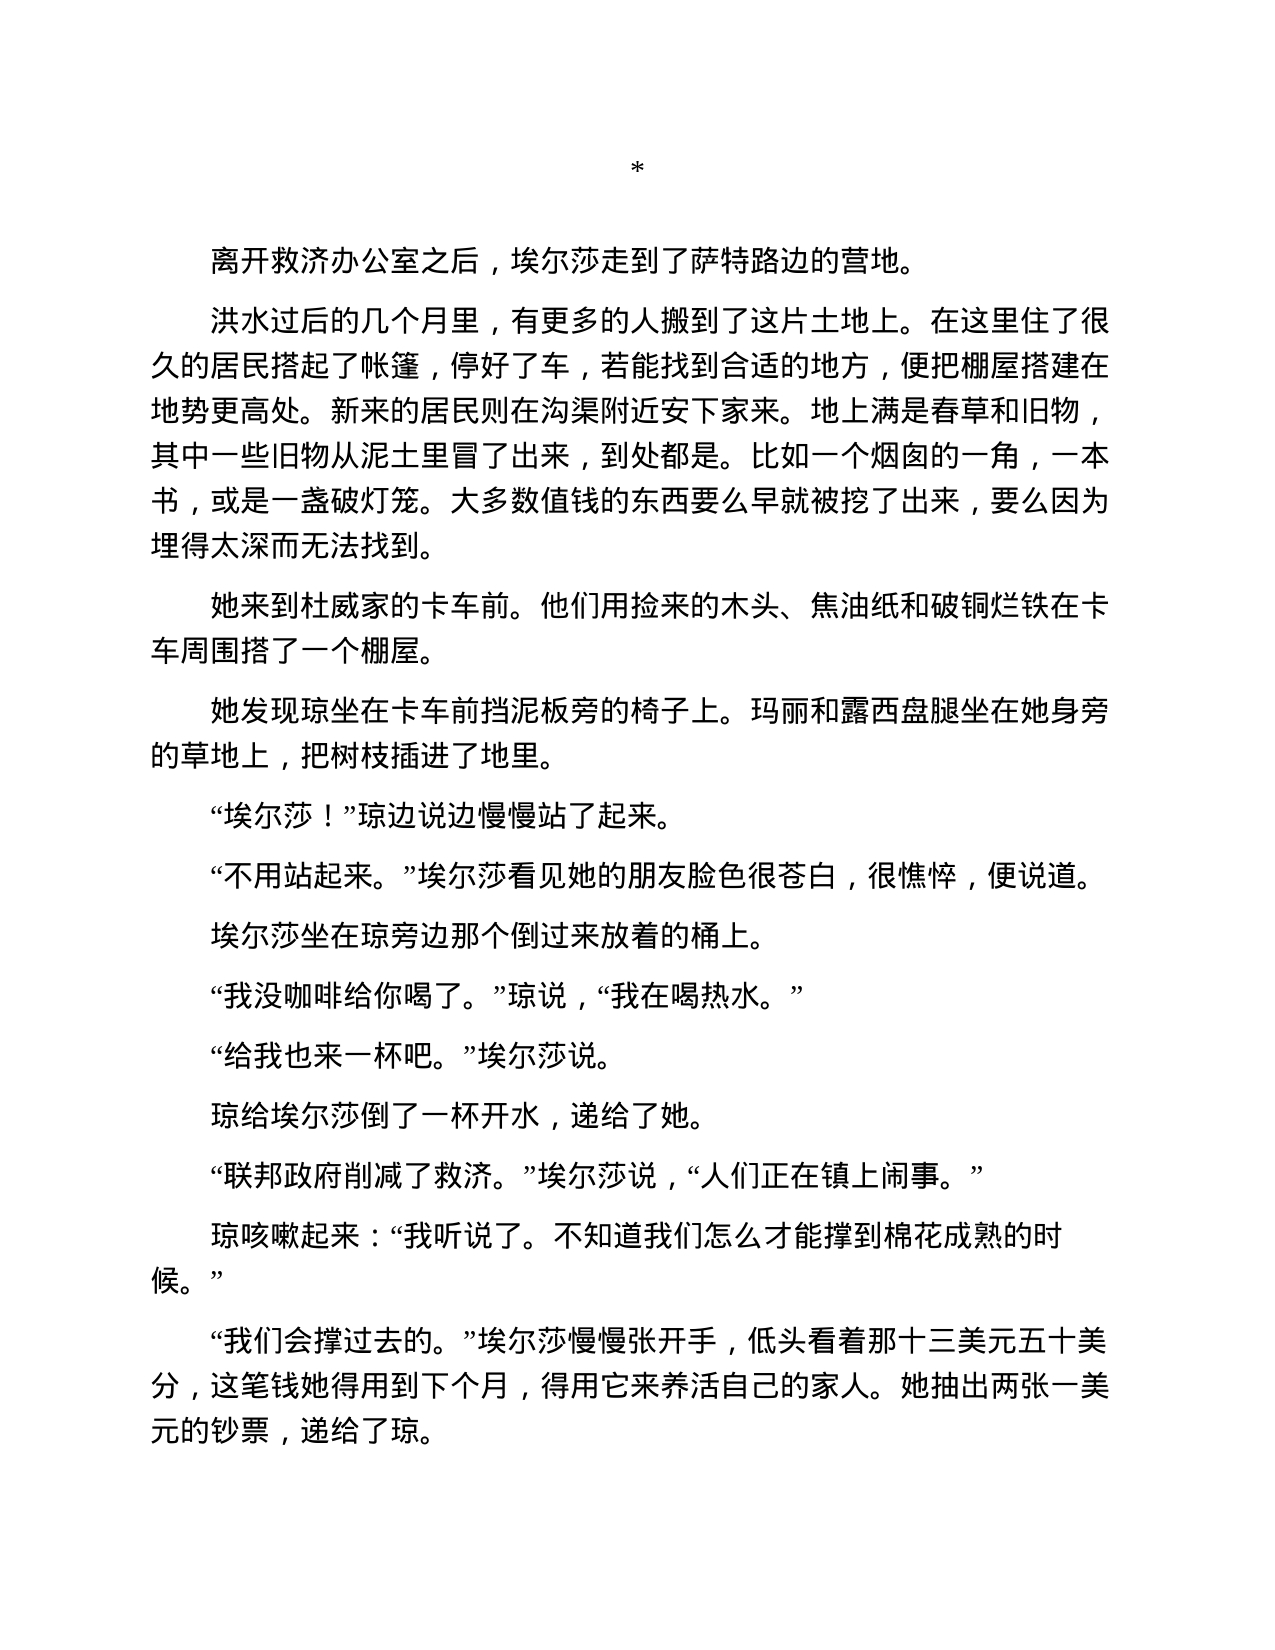 *
离开救济办公室之后，埃尔莎走到了萨特路边的营地。
洪水过后的几个月里，有更多的人搬到了这片土地上。在这里住了很
久的居民搭起了帐篷，停好了车，若能找到合适的地方，便把棚屋搭建在
地势更高处。新来的居民则在沟渠附近安下家来。地上满是春草和旧物，
其中一些旧物从泥土里冒了出来，到处都是。比如一个烟囱的一角，一本
书，或是一盏破灯笼。大多数值钱的东西要么早就被挖了出来，要么因为
埋得太深而无法找到。
她来到杜威家的卡车前。他们用捡来的木头、焦油纸和破铜烂铁在卡
车周围搭了一个棚屋。
她发现琼坐在卡车前挡泥板旁的椅子上。玛丽和露西盘腿坐在她身旁
的草地上，把树枝插进了地里。
“埃尔莎！”琼边说边慢慢站了起来。
“不用站起来。”埃尔莎看见她的朋友脸色很苍白，很憔悴，便说道。
埃尔莎坐在琼旁边那个倒过来放着的桶上。
“我没咖啡给你喝了。”琼说，“我在喝热水。”
“给我也来一杯吧。”埃尔莎说。
琼给埃尔莎倒了一杯开水，递给了她。
“联邦政府削减了救济。”埃尔莎说，“人们正在镇上闹事。”
琼咳嗽起来：“我听说了。不知道我们怎么才能撑到棉花成熟的时
候。”
“我们会撑过去的。”埃尔莎慢慢张开手，低头看着那十三美元五十美
分，这笔钱她得用到下个月，得用它来养活自己的家人。她抽出两张一美
元的钞票，递给了琼。